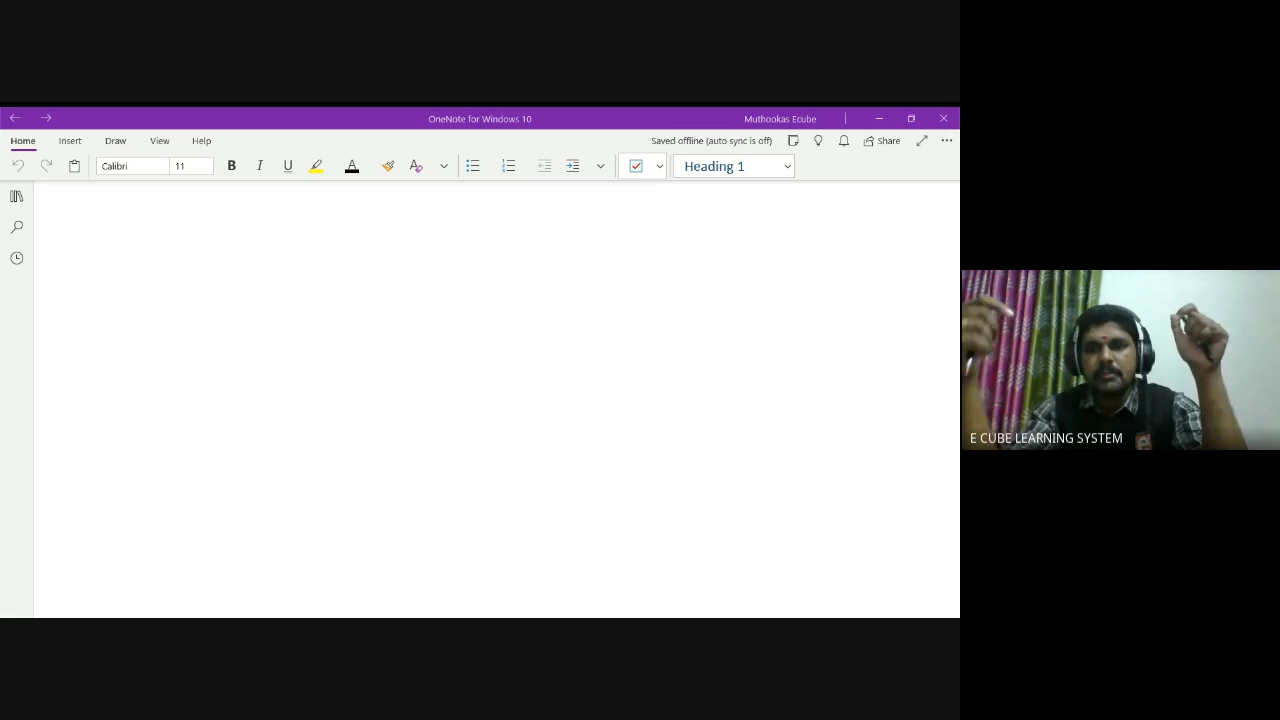 OneNote for Windows 10
Muthookas Ecube
Home Insert Draw View Help
Saved offline (auto sync is off)
Share
Calibri 11 B I U A A Heading 1
E CUBE LEARNING SYSTEM